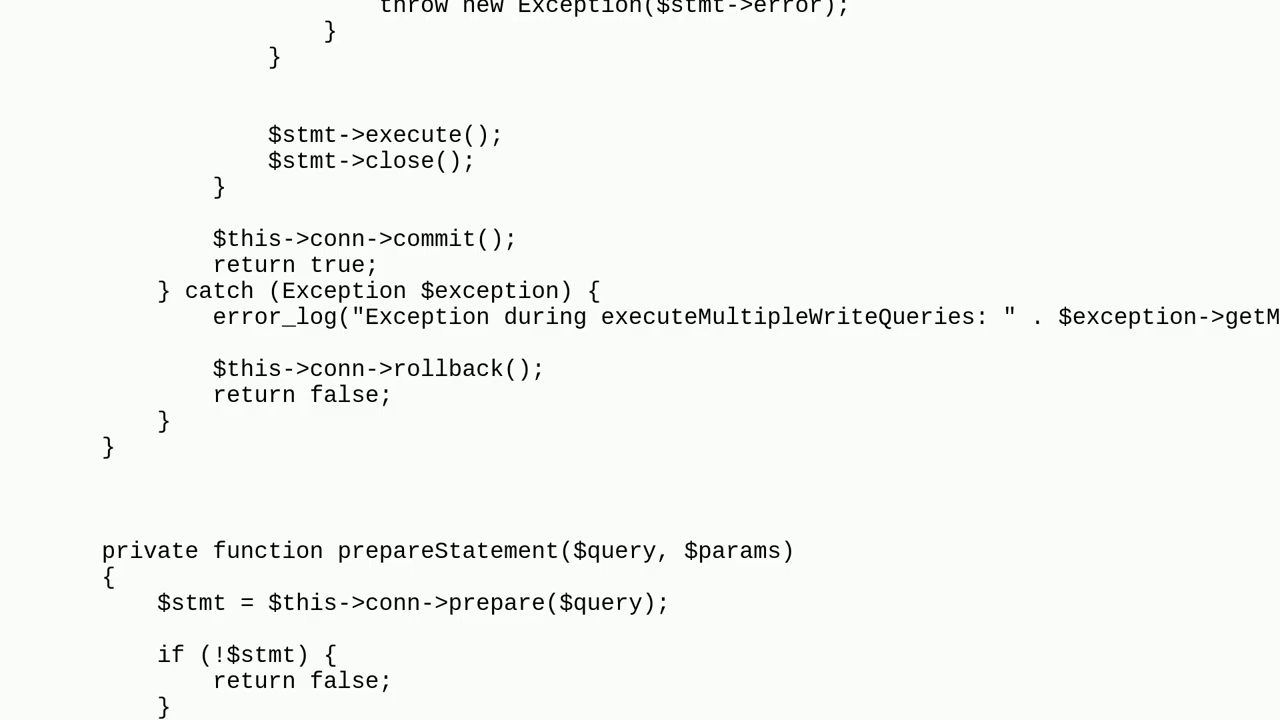 throw new Exception($stmt->error);
}
}
$stmt->execute();
$stmt->close();
}
$this->conn->commit();
return true;
} catch (Exception $exception) {
error_log("Exception during executeMultipleWriteQueries: " . $exception->getM
$this->conn->rollback();
return false;
}
}
private function prepareStatement($query, $params)
{
$stmt = $this->conn->prepare($query);
if (!$stmt) {
return false;
}